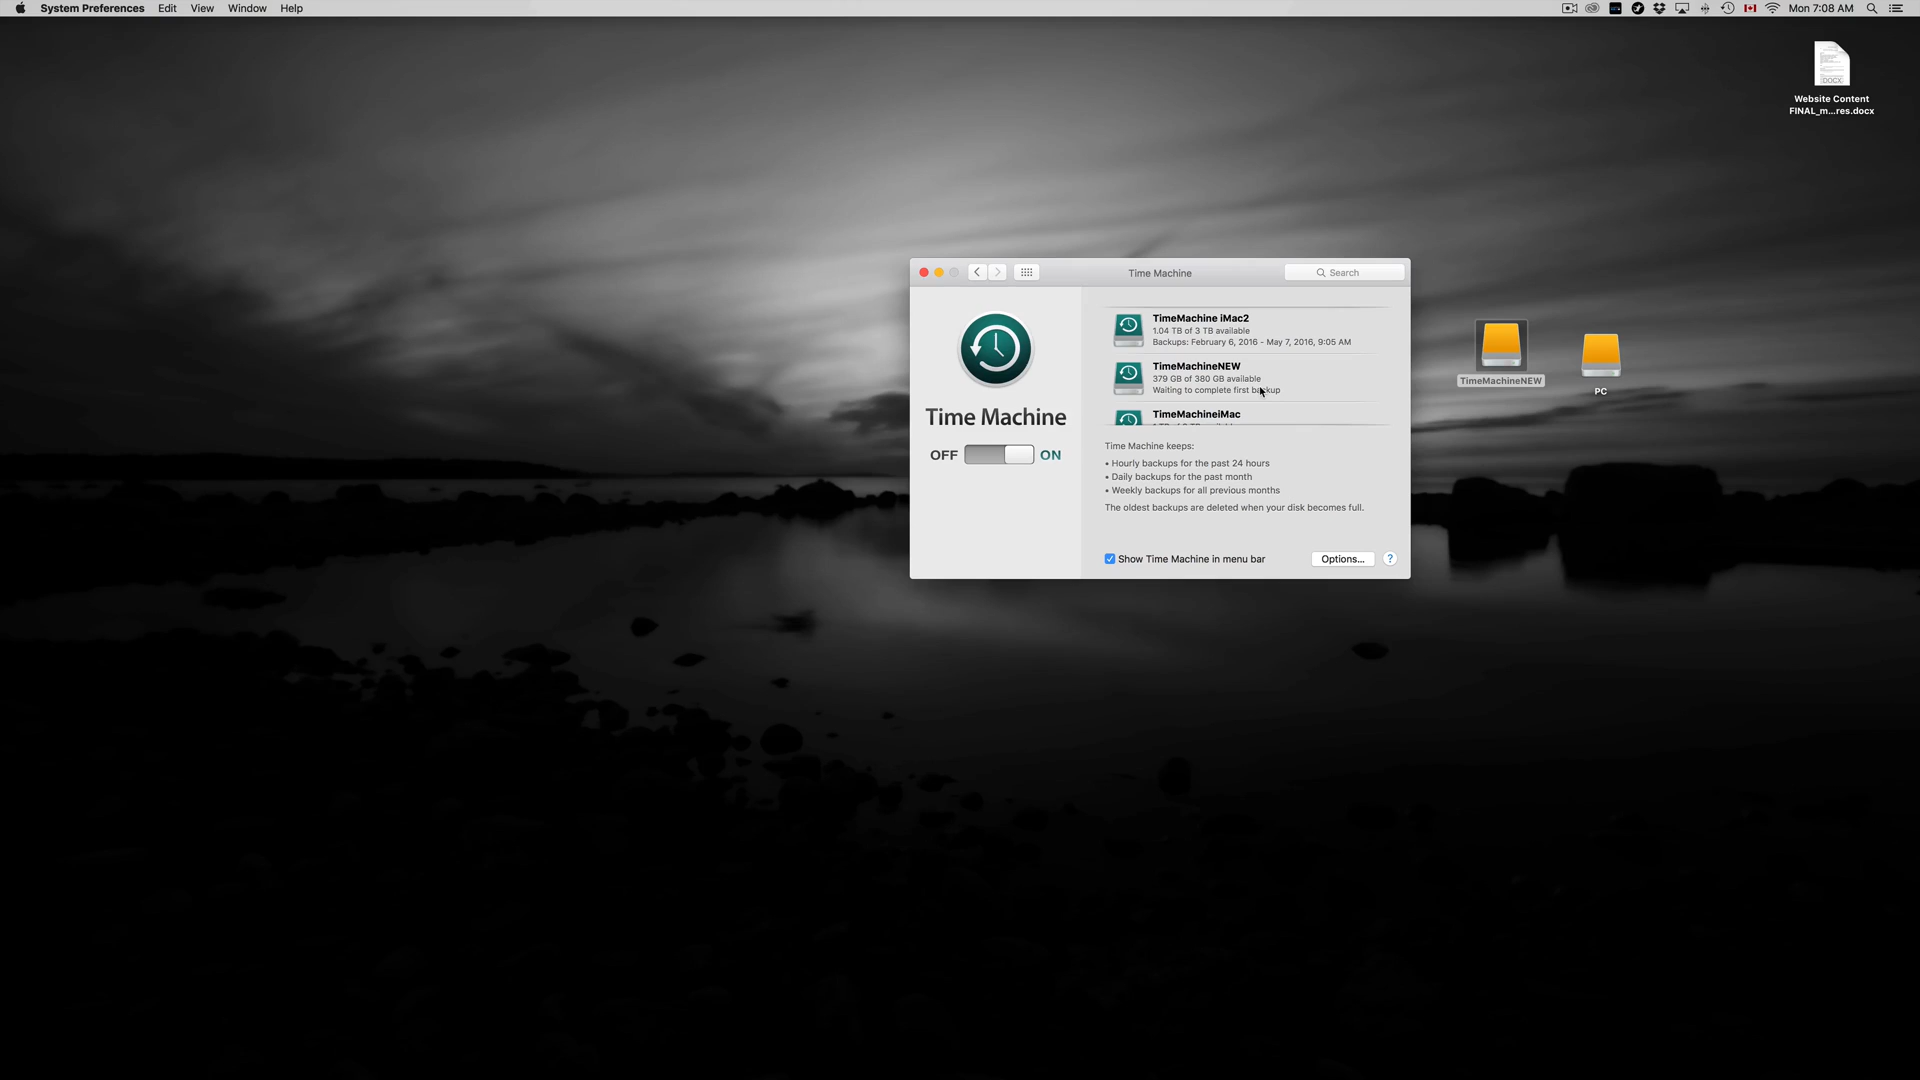 System Preferences Edit View Window Help
Mon 7:08 AM
DOCX
Website Content
FINAL_m...res.docx
Time Machine
Search
TimeMachine iMac2
1.04 TB of 3 TB available
Backups: February 6, 2016 - May 7, 2016, 9:05 AM
TimeMachineNEW
379 GB of 380 GB available
Waiting to complete first backup
TimeMachineiMac
Time Machine
OFF ON
Time Machine keeps:
• Hourly backups for the past 24 hours
• Daily backups for the past month
• Weekly backups for all previous months
The oldest backups are deleted when your disk becomes full.
Show Time Machine in menu bar
Options...
?
TimeMachineNEW
PC